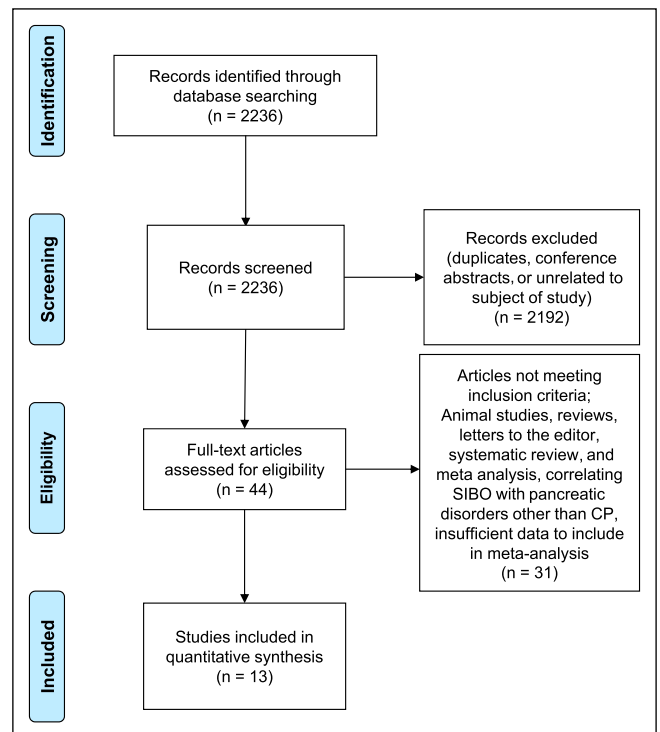 Identification
Records identified through
database searching
(n = 2236)
Screening
Records screened
(n = 2236)
Records excluded
(duplicates, conference
abstracts, or unrelated to
subject of study)
(n = 2192)
Eligibility
Full-text articles
assessed for eligibility
(n = 44)
Articles not meeting
inclusion criteria;
Animal studies, reviews,
letters to the editor,
systematic review, and
meta analysis, correlating
SIBO with pancreatic
disorders other than CP,
insufficient data to include
in meta-analysis
(n = 31)
Included
Studies included in
quantitative synthesis
(n = 13)